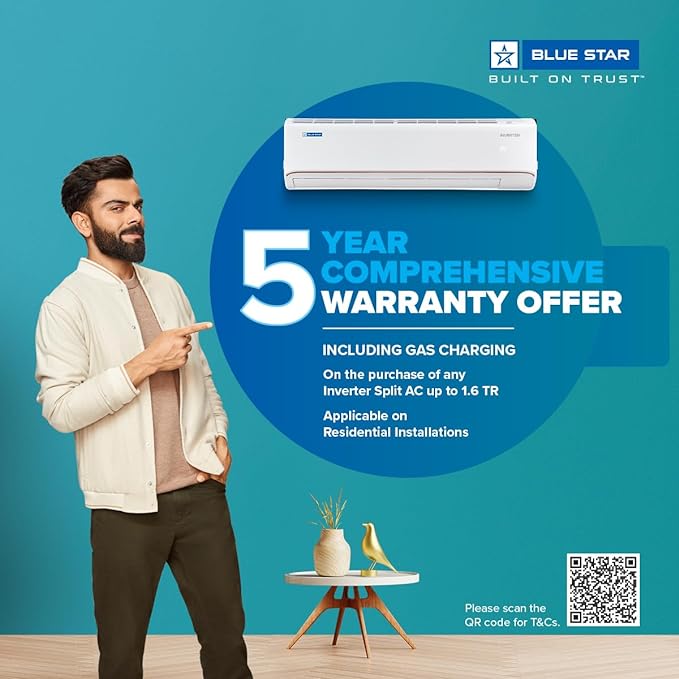 BLUE STAR
BUILT ON TRUST™
BLUE STAR
INVERTER
5 YEAR
COMPREHENSIVE
WARRANTY OFFER
INCLUDING GAS CHARGING
On the purchase of any
Inverter Split AC up to 1.6 TR
Applicable on
Residential Installations
Please scan the
QR code for T&Cs.